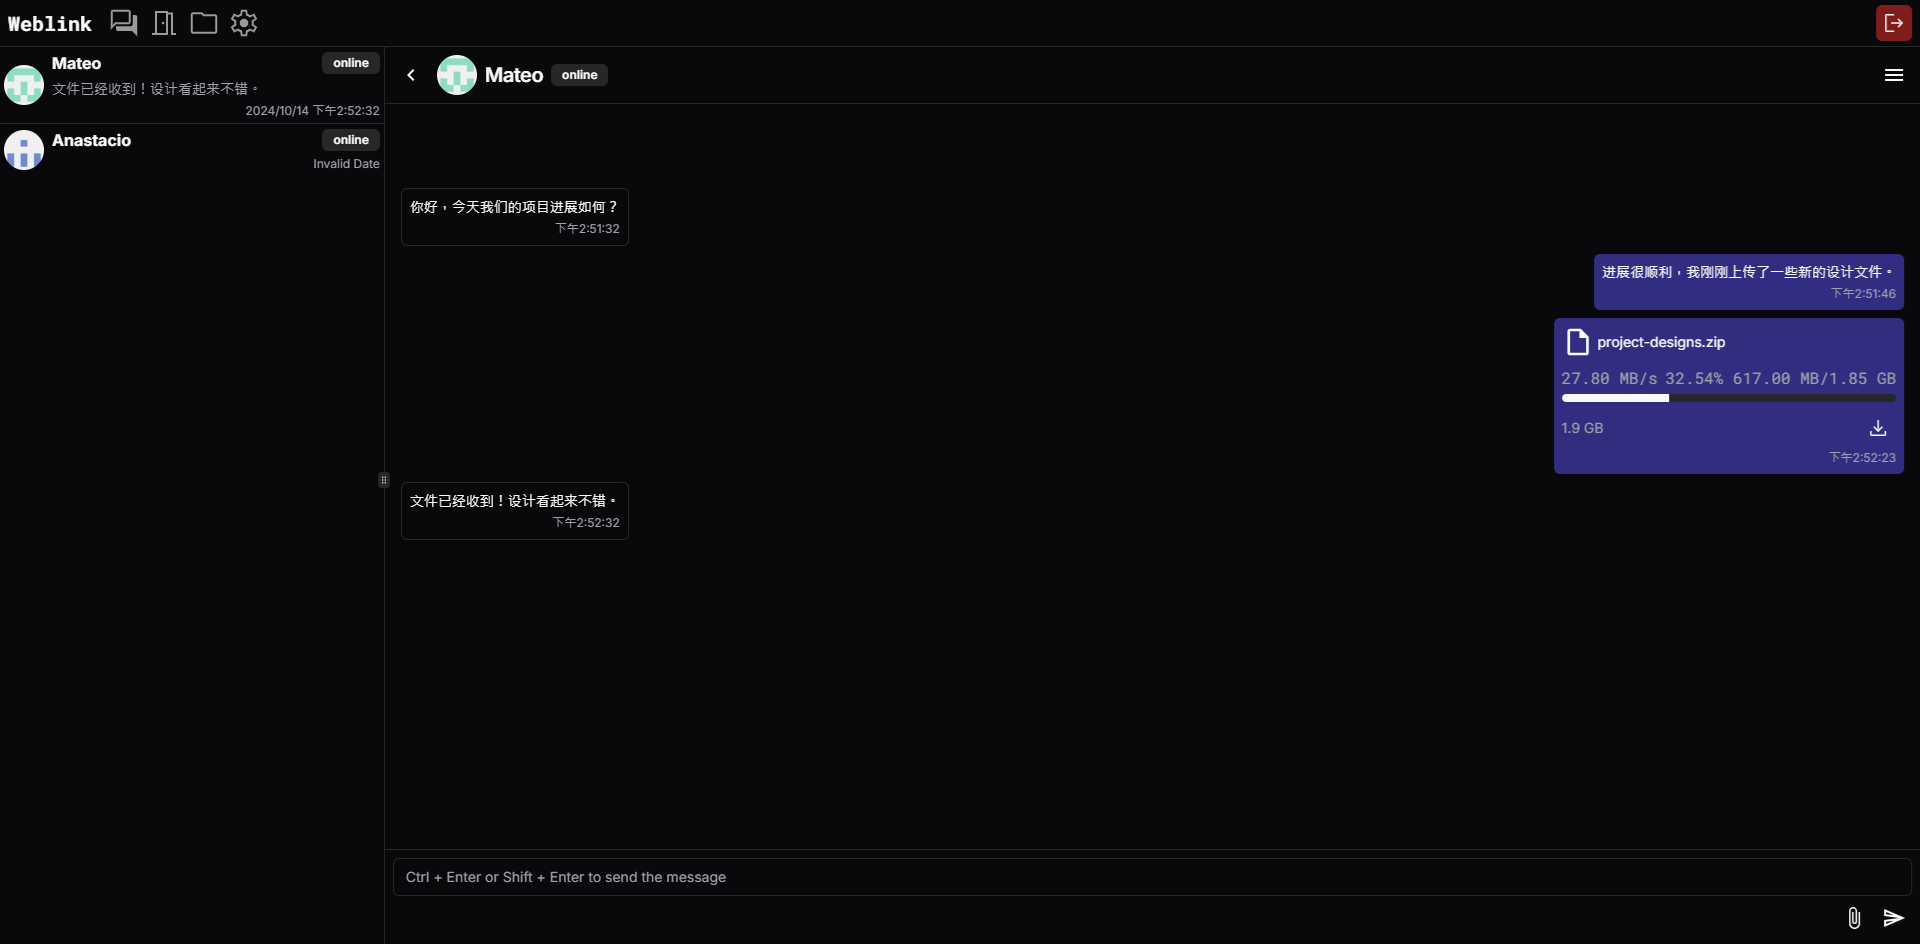 Weblink
Mateo
online
文件已经收到！设计看起来不错。
2024/10/14 下午2:52:32
Anastacio
online
Invalid Date
Mateo
online
你好，今天我们的项目进展如何？
下午2:51:32
进展很顺利，我刚刚上传了一些新的设计文件。
下午2:51:46
project-designs.zip
27.80 MB/s 32.54% 617.00 MB/1.85 GB
1.9 GB
下午2:52:23
文件已经收到！设计看起来不错。
下午2:52:32
Ctrl + Enter or Shift + Enter to send the message